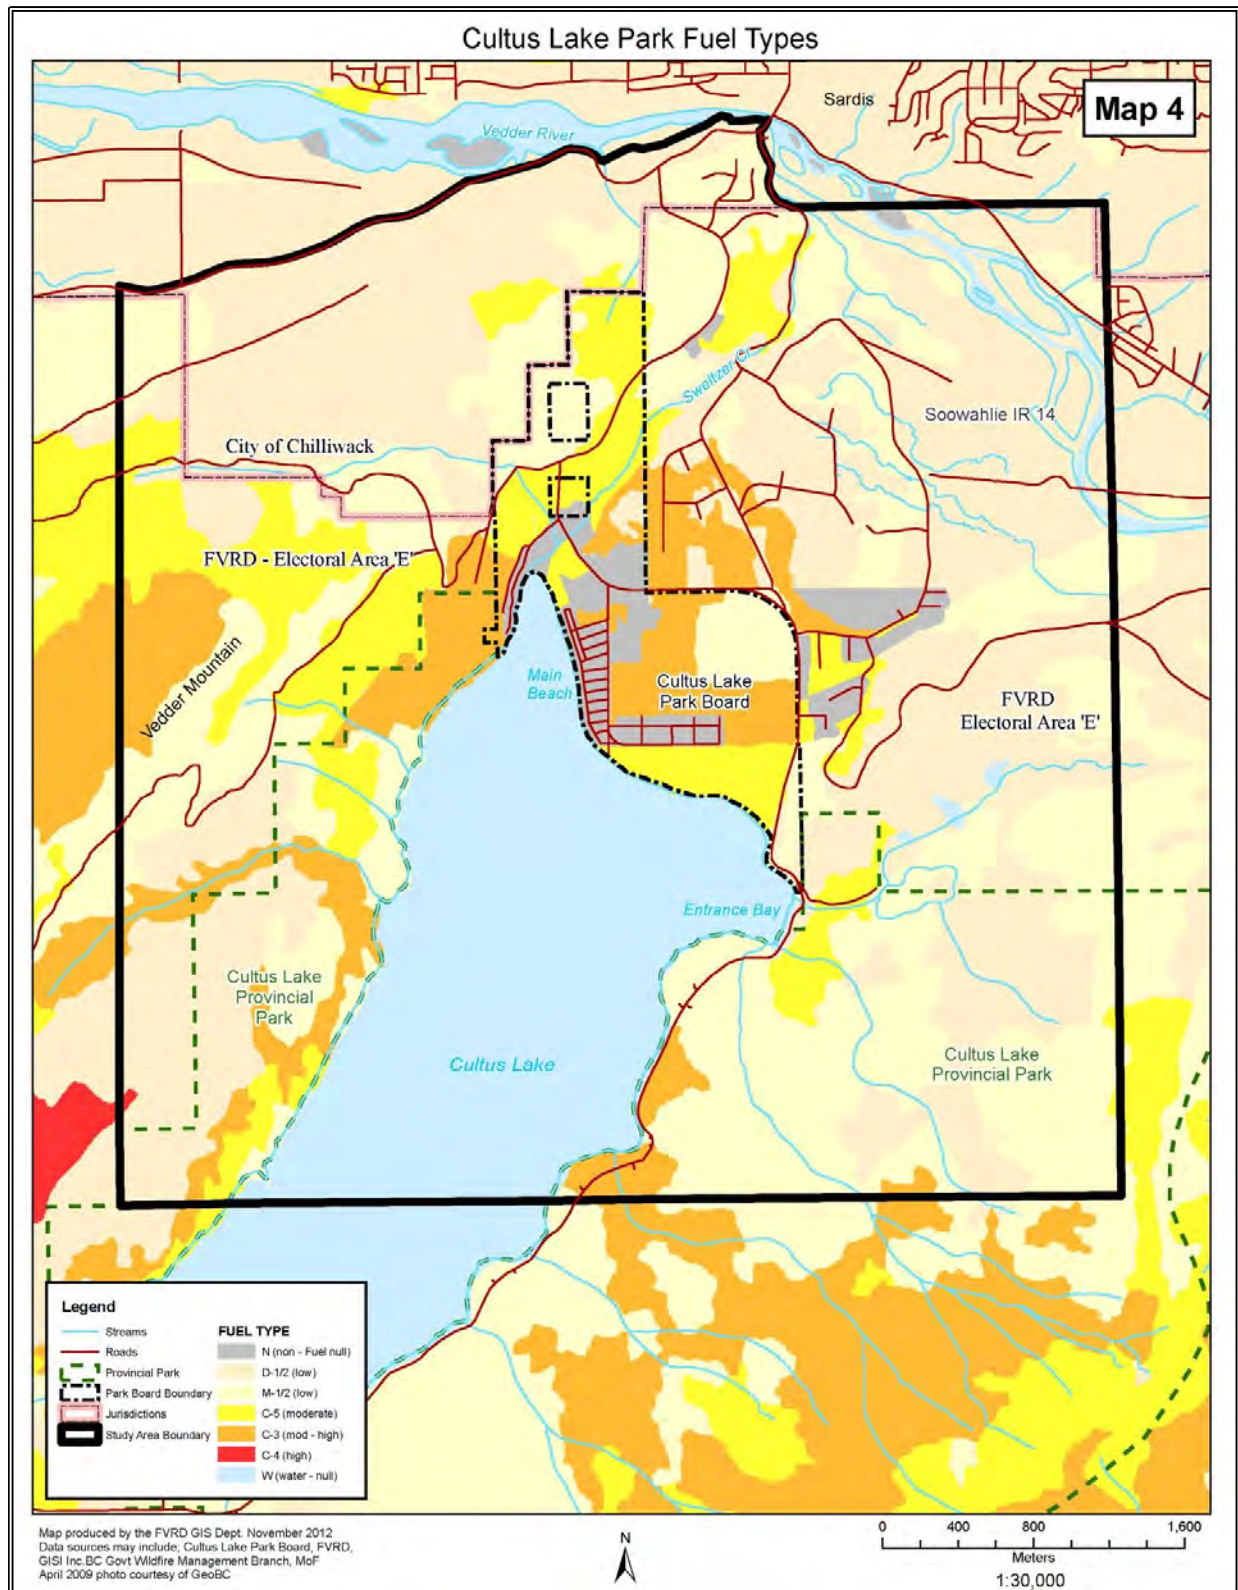 Cultus Lake Park Fuel Types
Map 4
Sardis
Vedder River
Sweltzer Cr.
Soowahlie IR 14
City of Chilliwack
FVRD - Electoral Area 'E'
Vedder Mountain
Main
Beach
Cultus Lake
Park Board
FVRD
Electoral Area 'E'
Entrance Bay
Cultus Lake
Provincial
Park
Cultus Lake
Cultus Lake
Provincial Park
Legend
Streams
Roads
Provincial Park
Park Board Boundary
Jurisdictions
Study Area Boundary
FUEL TYPE
N (non - Fuel null)
D-1/2 (low)
M-1/2 (low)
C-5 (moderate)
C-3 (mod - high)
C-4 (high)
W (water - null)
Map produced by the FVRD GIS Dept. November 2012
Data sources may include; Cultus Lake Park Board, FVRD,
GISI Inc.BC Govt Wildfire Management Branch, MoF
April 2009 photo courtesy of GeoBC
N
0 400 800 1,600
Meters
1:30,000